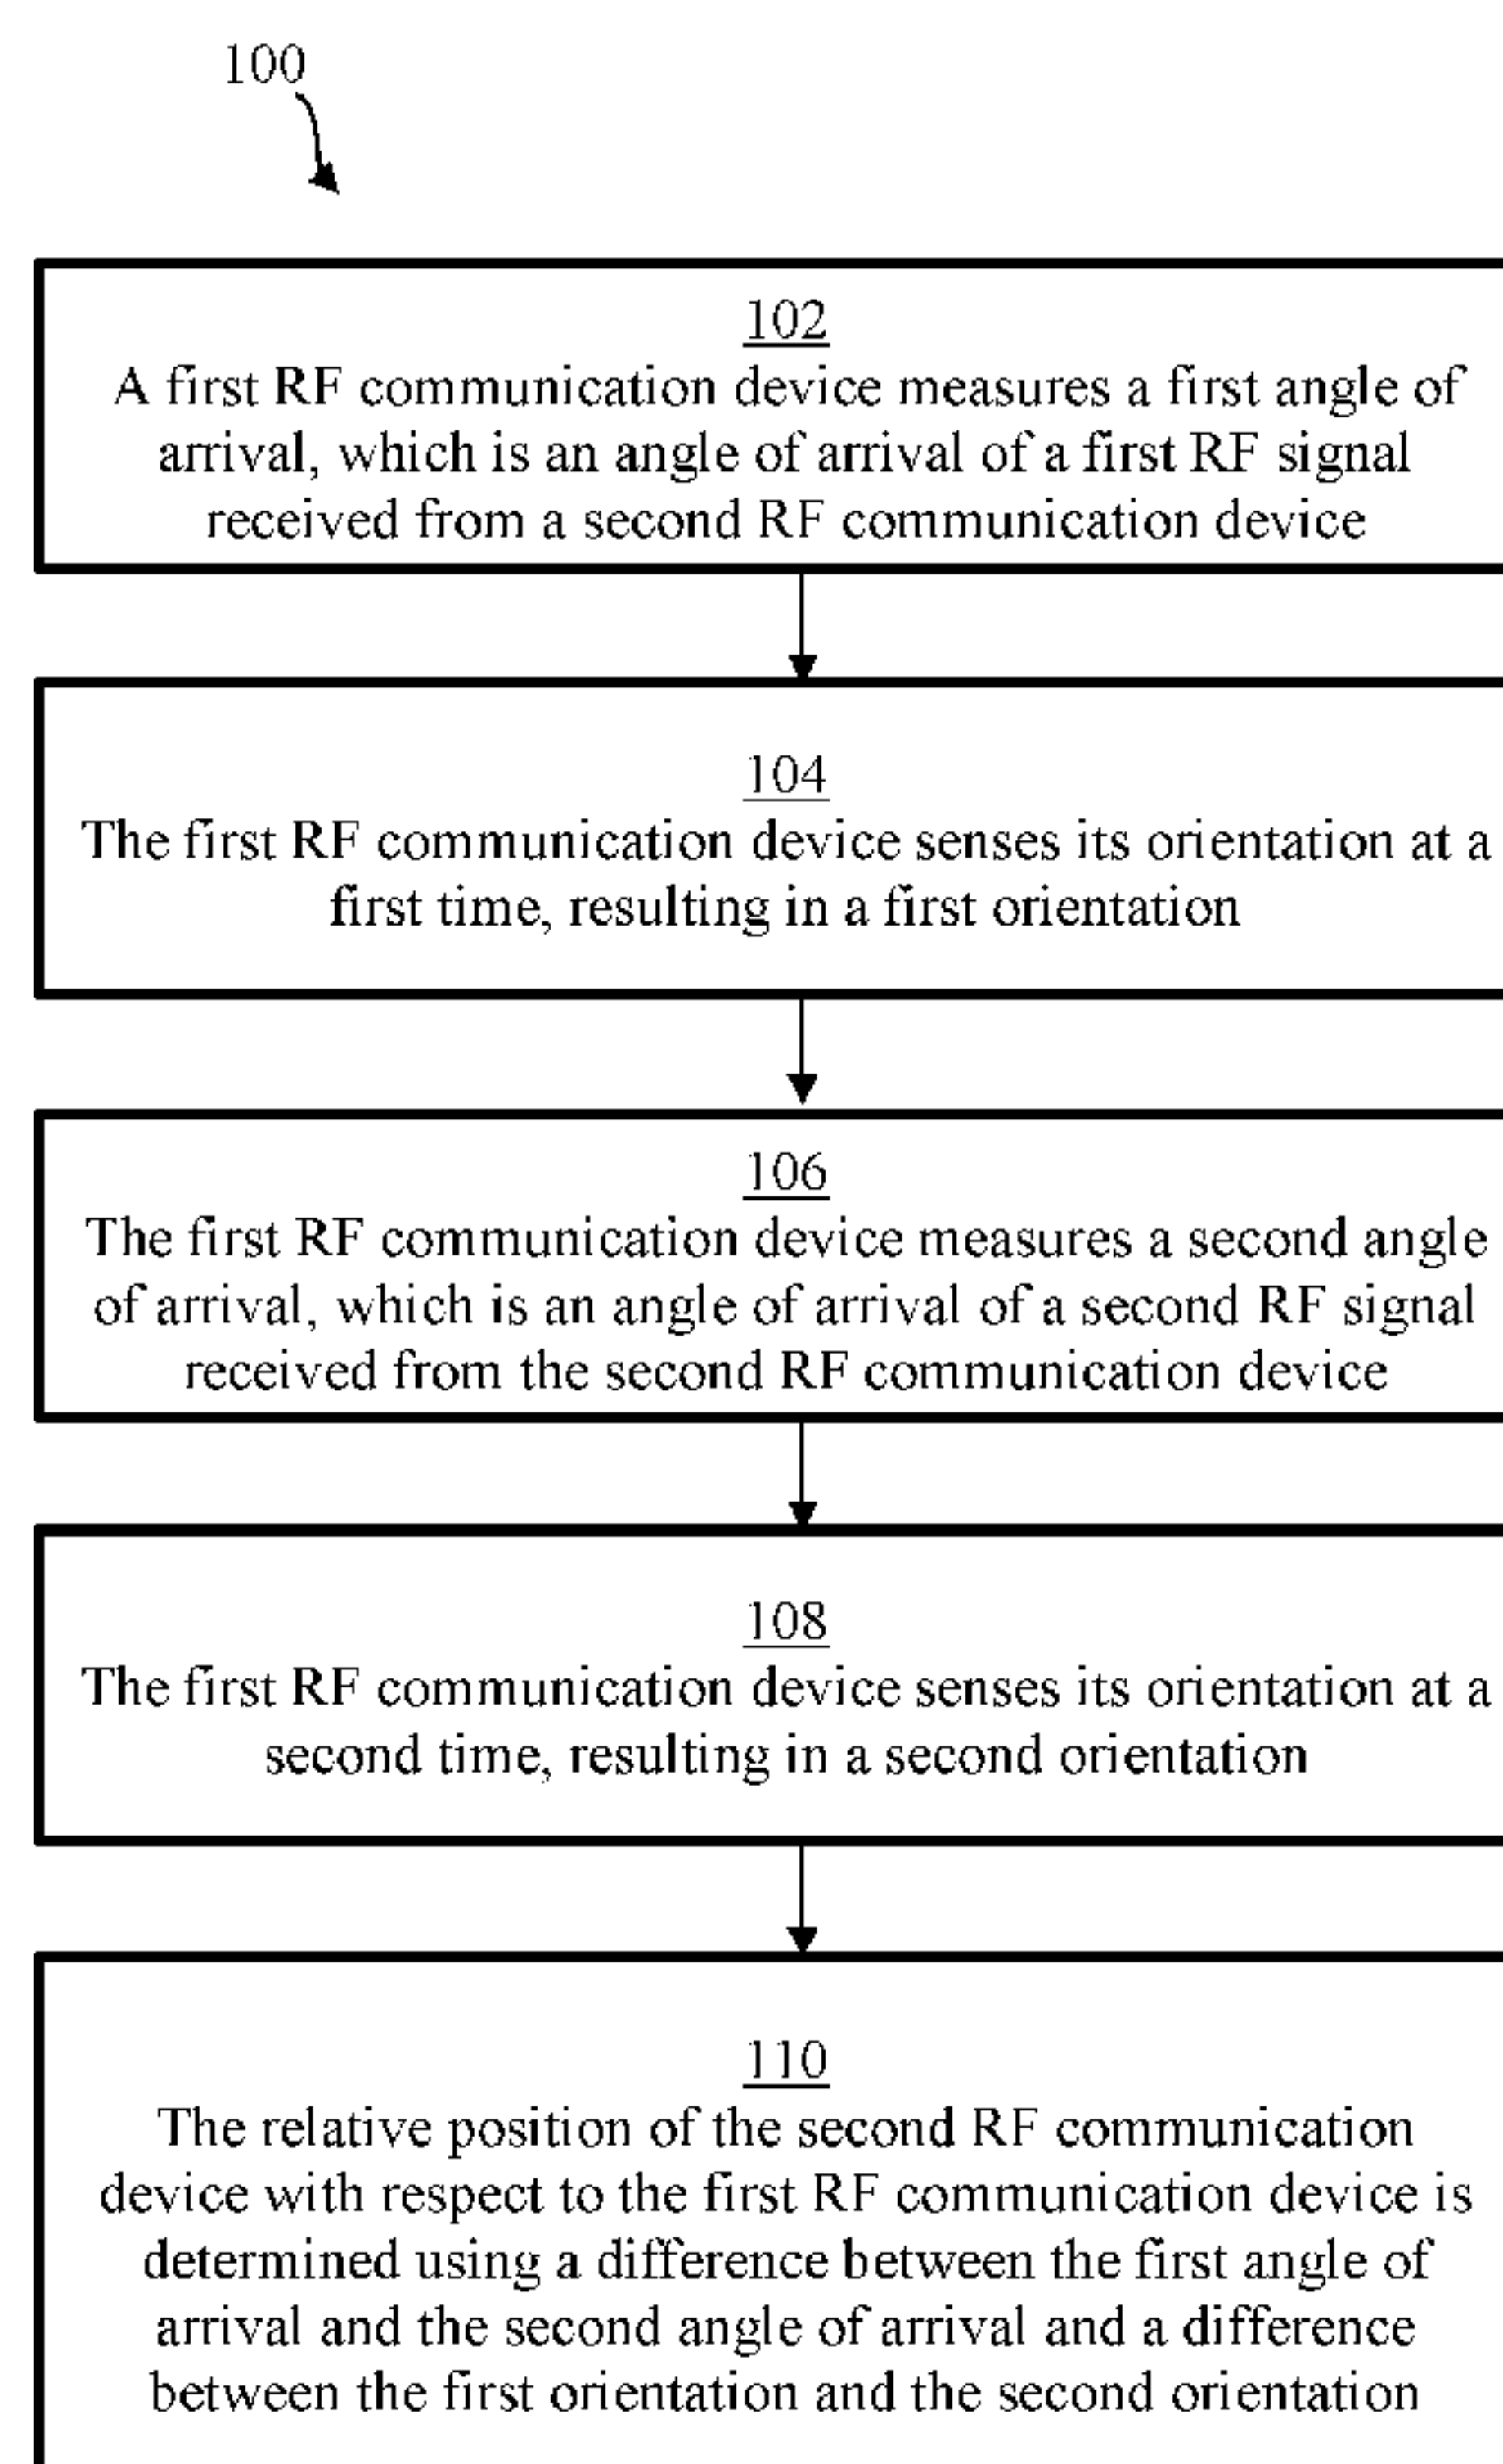 100
102
A first RF communication device measures a first angle of
arrival, which is an angle of arrival of a first RF signal
received from a second RF communication device
104
The first RF communication device senses its orientation at a
first time, resulting in a first orientation
106
The first RF communication device measures a second angle
of arrival, which is an angle of arrival of a second RF signal
received from the second RF communication device
108
The first RF communication device senses its orientation at a
second time, resulting in a second orientation
110
The relative position of the second RF communication
device with respect to the first RF communication device is
determined using a difference between the first angle of
arrival and the second angle of arrival and a difference
between the first orientation and the second orientation